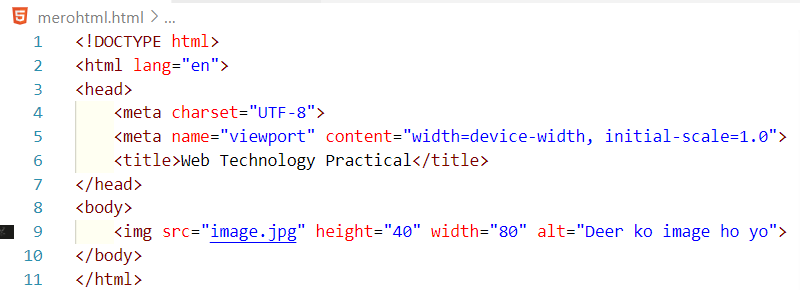 merohtml.html > ...
1 <!DOCTYPE html>
2 <html lang="en">
3 <head>
4     <meta charset="UTF-8">
5     <meta name="viewport" content="width=device-width, initial-scale=1.0">
6     <title>Web Technology Practical</title>
7 </head>
8 <body>
9     <img src="image.jpg" height="40" width="80" alt="Deer ko image ho yo">
10 </body>
11 </html>